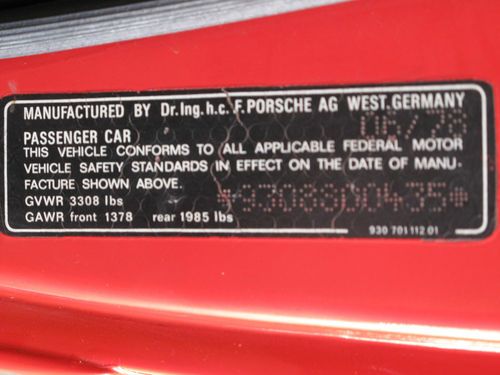 MANUFACTURED BY Dr.Ing.h.c.F.PORSCHE AG WEST.GERMANY
06/78
PASSENGER CAR
THIS VEHICLE CONFORMS TO ALL APPLICABLE FEDERAL MOTOR
VEHICLE SAFETY STANDARDS IN EFFECT ON THE DATE OF MANU-
FACTURE SHOWN ABOVE.
*9308800435*
GVWR 3308 lbs
GAWR front 1378 rear 1985 lbs
930 701 112 01